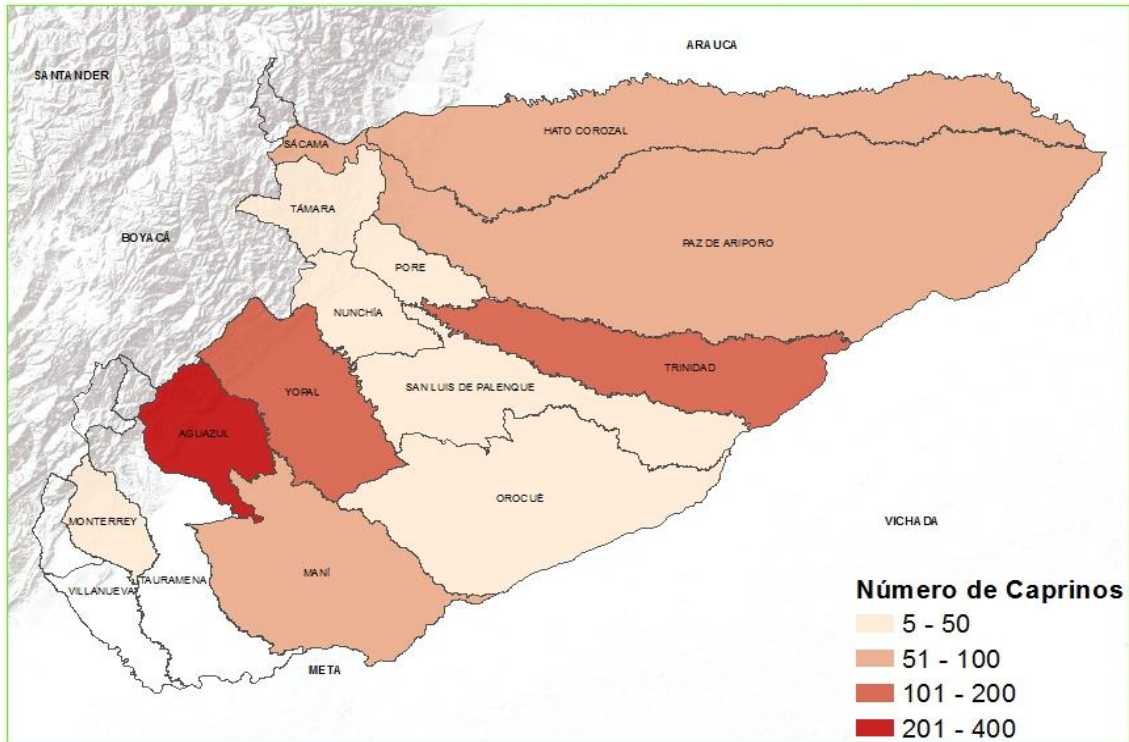 ARAUCA
SANTANDER
HATO COROZAL
SÁCAMA
TÁMARA
BOYACÁ
PAZ DE ARIPORO
PORE
NUNCHÍA
TRINIDAD
SAN LUIS DE PALENQUE
YOPAL
AGUAZUL
OROCUÉ
MONTERREY
VICHADA
MANÍ
TAURAMENA
VILLANUEVA
META
Número de Caprinos
5 - 50
51 - 100
101 - 200
201 - 400